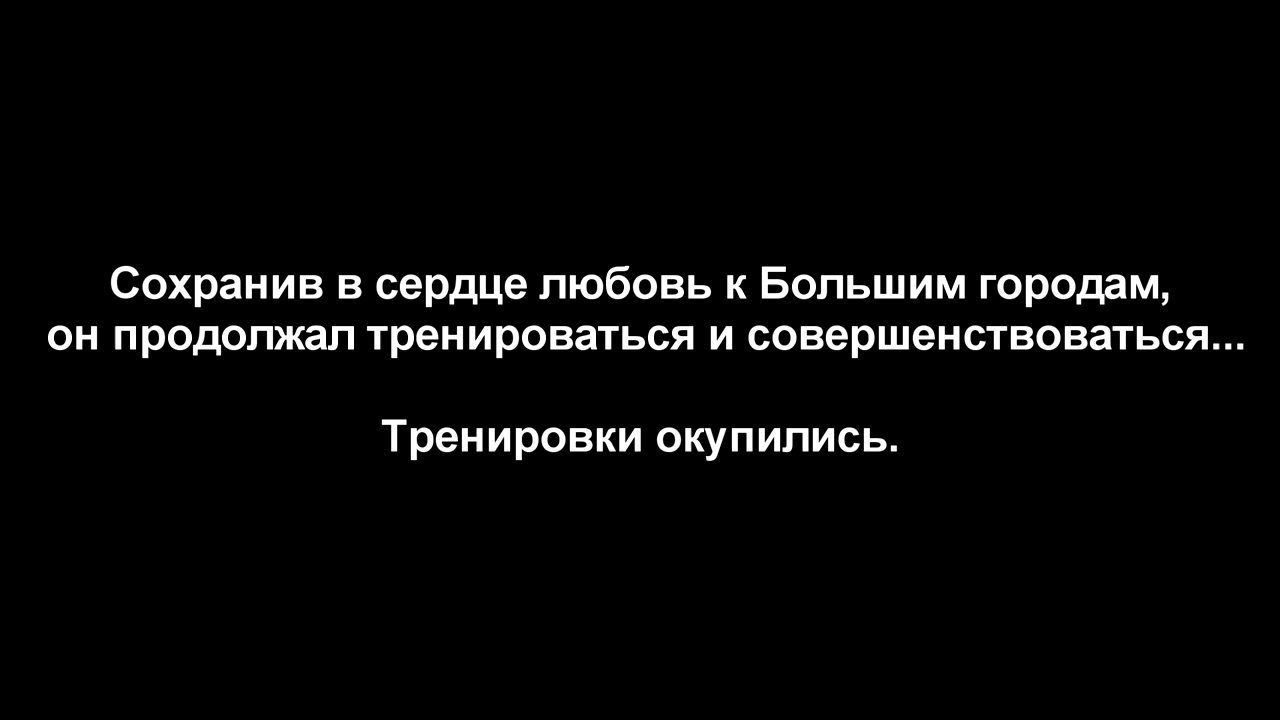 Сохранив в сердце любовь к Большим городам,
он продолжал тренироваться и совершенствоваться...
Тренировки окупились.